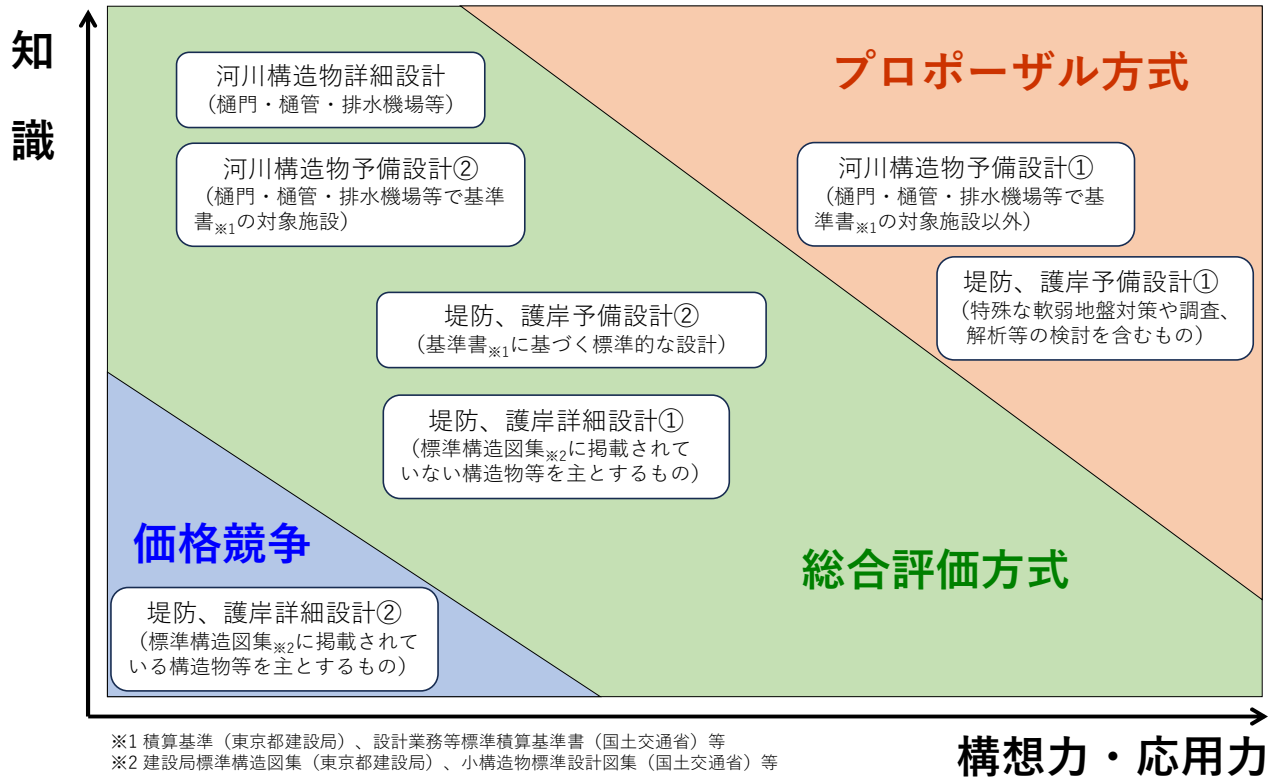 知
識
河川構造物詳細設計
（樋門・樋管・排水機場等）
プロポーザル方式
河川構造物予備設計②
（樋門・樋管・排水機場等で基準
書※1の対象施設）
河川構造物予備設計①
（樋門・樋管・排水機場等で基
準書※1の対象施設以外）
堤防、護岸予備設計①
（特殊な軟弱地盤対策や調査、
解析等の検討を含むもの）
堤防、護岸予備設計②
（基準書※1に基づく標準的な設計）
堤防、護岸詳細設計①
（標準構造図集※2に掲載されて
いない構造物等を主とするもの）
価格競争
総合評価方式
堤防、護岸詳細設計②
（標準構造図集※2に掲載されて
いる構造物等を主とするもの）
※1 積算基準（東京都建設局）、設計業務等標準積算基準書（国土交通省）等
※2 建設局標準構造図集（東京都建設局）、小構造物標準設計図集（国土交通省）等
構想力・応用力